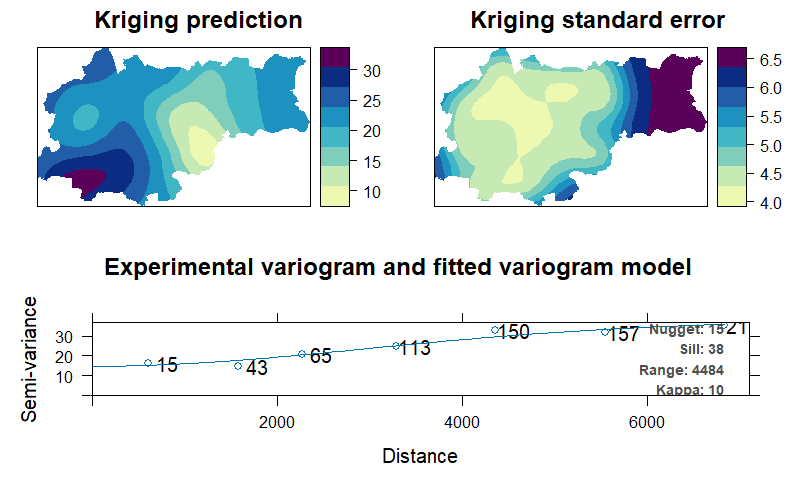 Kriging prediction
Kriging standard error
30
25
20
15
10
6.5
6.0
5.5
5.0
4.5
4.0
Experimental variogram and fitted variogram model
Semi-variance
30
20
10
15
43
65
113
150
157
21
Nugget: 15
Sill: 38
Range: 4484
Kappa: 10
2000
4000
6000
Distance